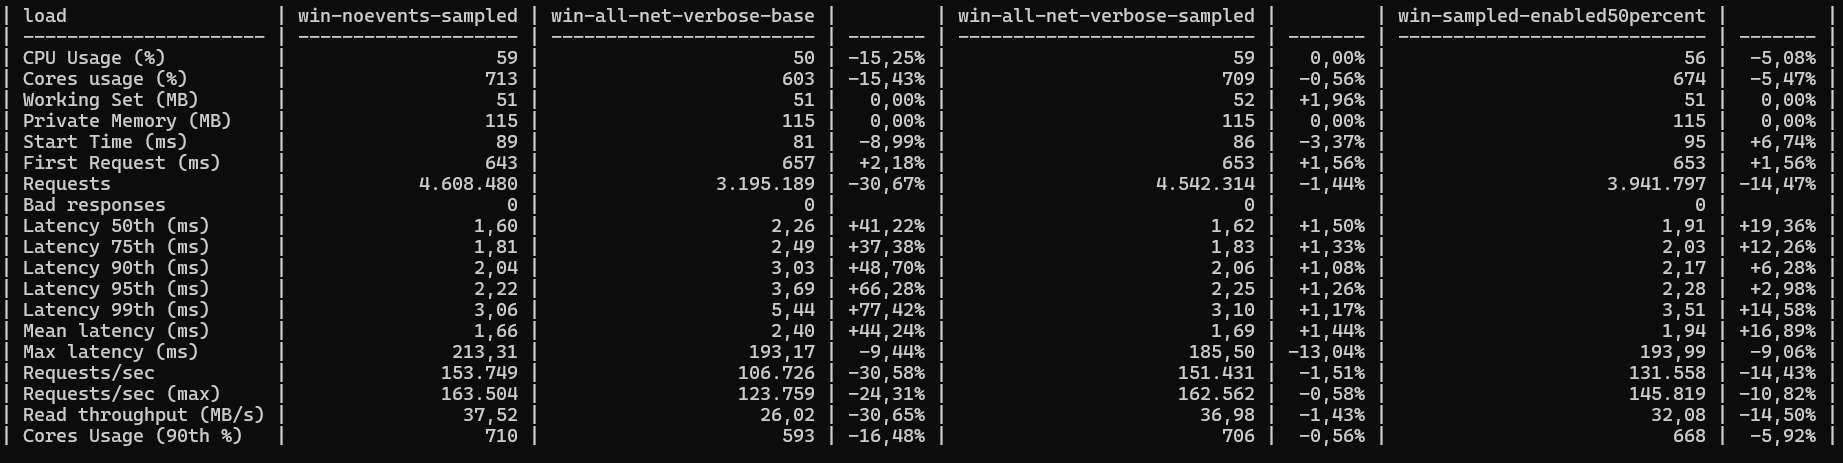 | load | win-noevents-sampled | win-all-net-verbose-base | | win-all-net-verbose-sampled | | win-sampled-enabled50percent | |
| ---------------------- | -------------------- | ------------------------ | ------- | --------------------------- | ------- | ---------------------------- | ------- |
| CPU Usage (%) | 59 | 50 | -15,25% | 59 | 0,00% | 56 | -5,08% |
| Cores usage (%) | 713 | 603 | -15,43% | 709 | -0,56% | 674 | -5,47% |
| Working Set (MB) | 51 | 51 | 0,00% | 52 | +1,96% | 51 | 0,00% |
| Private Memory (MB) | 115 | 115 | 0,00% | 115 | 0,00% | 115 | 0,00% |
| Start Time (ms) | 89 | 81 | -8,99% | 86 | -3,37% | 95 | +6,74% |
| First Request (ms) | 643 | 657 | +2,18% | 653 | +1,56% | 653 | +1,56% |
| Requests | 4.608.480 | 3.195.189 | -30,67% | 4.542.314 | -1,44% | 3.941.797 | -14,47% |
| Bad responses | 0 | 0 | | 0 | | 0 | |
| Latency 50th (ms) | 1,60 | 2,26 | +41,22% | 1,62 | +1,50% | 1,91 | +19,36% |
| Latency 75th (ms) | 1,81 | 2,49 | +37,38% | 1,83 | +1,33% | 2,03 | +12,26% |
| Latency 90th (ms) | 2,04 | 3,03 | +48,70% | 2,06 | +1,08% | 2,17 | +6,28% |
| Latency 95th (ms) | 2,22 | 3,69 | +66,28% | 2,25 | +1,26% | 2,28 | +2,98% |
| Latency 99th (ms) | 3,06 | 5,44 | +77,42% | 3,10 | +1,17% | 3,51 | +14,58% |
| Mean latency (ms) | 1,66 | 2,40 | +44,24% | 1,69 | +1,44% | 1,94 | +16,89% |
| Max latency (ms) | 213,31 | 193,17 | -9,44% | 185,50 | -13,04% | 193,99 | -9,06% |
| Requests/sec | 153.749 | 106.726 | -30,58% | 151.431 | -1,51% | 131.558 | -14,43% |
| Requests/sec (max) | 163.504 | 123.759 | -24,31% | 162.562 | -0,58% | 145.819 | -10,82% |
| Read throughput (MB/s) | 37,52 | 26,02 | -30,65% | 36,98 | -1,43% | 32,08 | -14,50% |
| Cores Usage (90th %) | 710 | 593 | -16,48% | 706 | -0,56% | 668 | -5,92% |